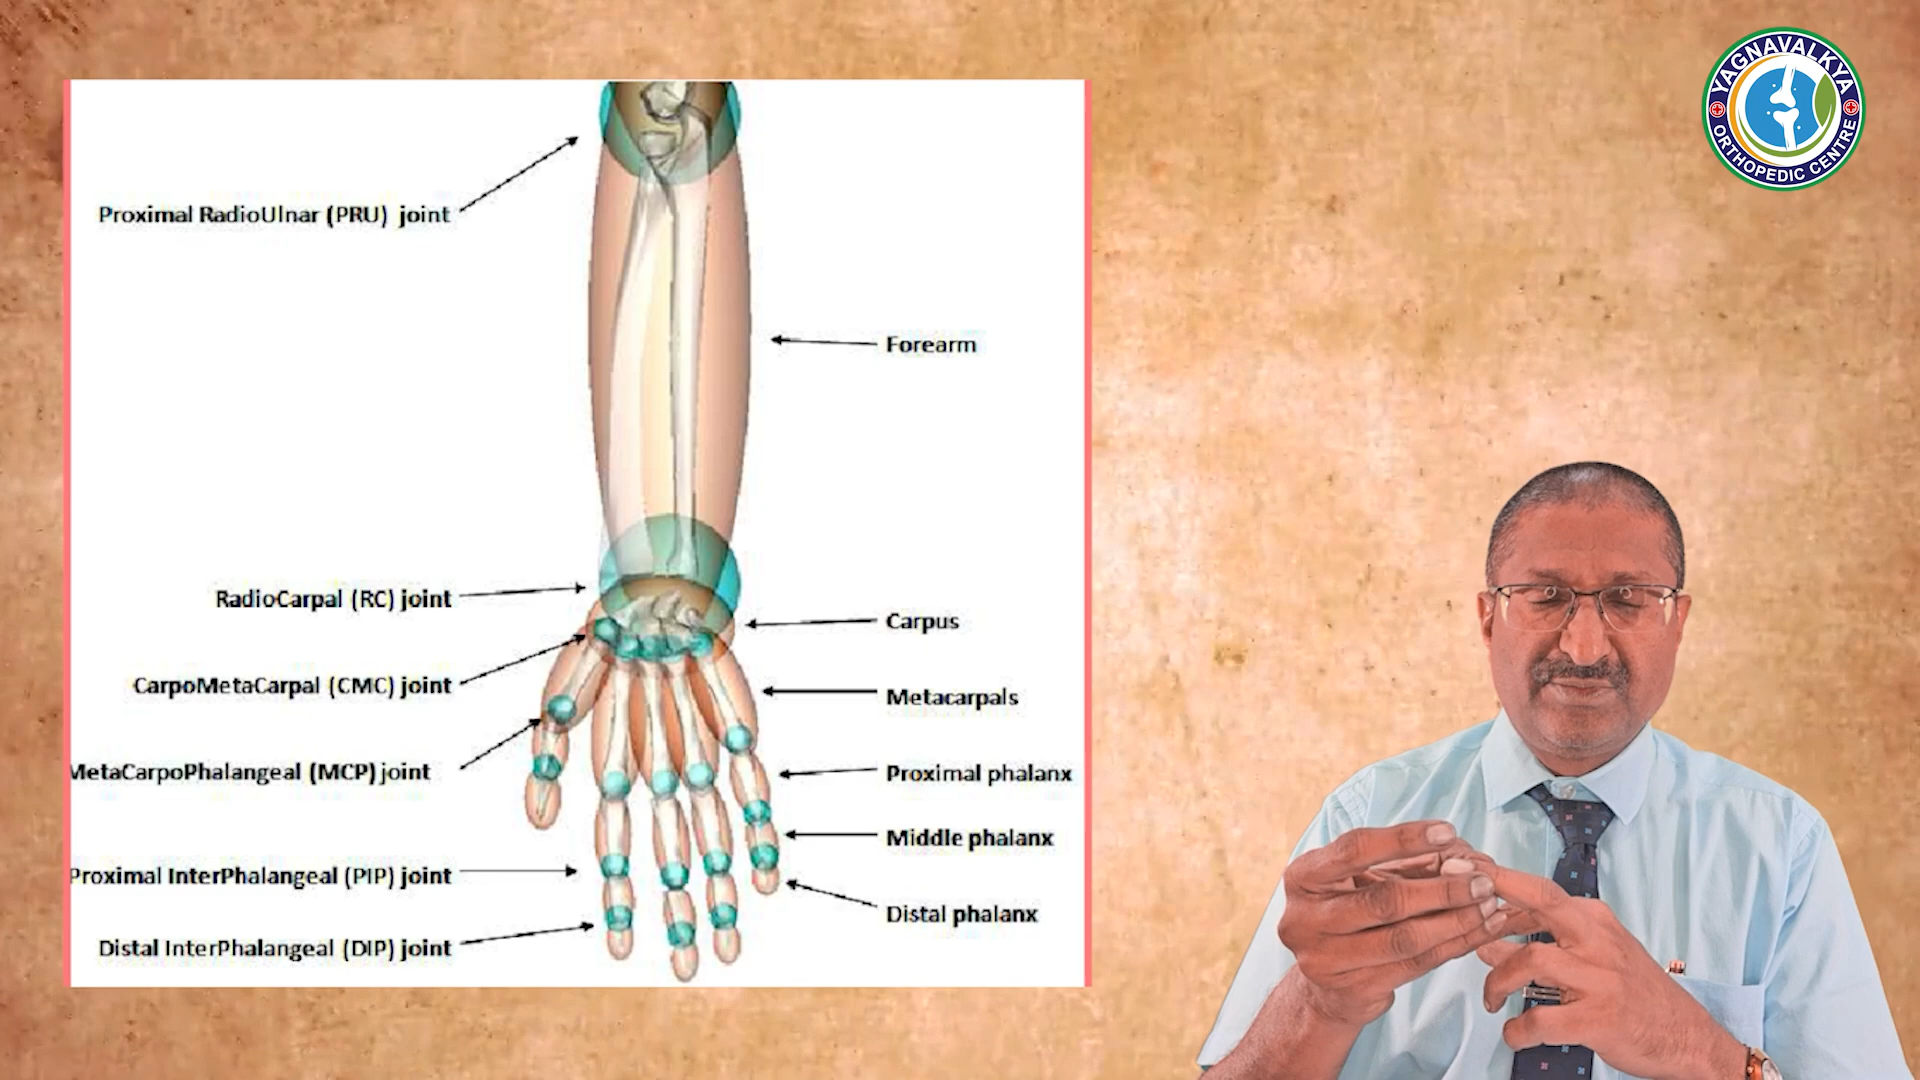 YAGNAVALKYA
ORTHOPEDIC CENTRE
Proximal RadioUlnar (PRU) joint
Forearm
RadioCarpal (RC) joint
Carpus
CarpoMetaCarpal (CMC) joint
Metacarpals
MetaCarpoPhalangeal (MCP) joint
Proximal phalanx
Middle phalanx
Proximal InterPhalangeal (PIP) joint
Distal phalanx
Distal InterPhalangeal (DIP) joint